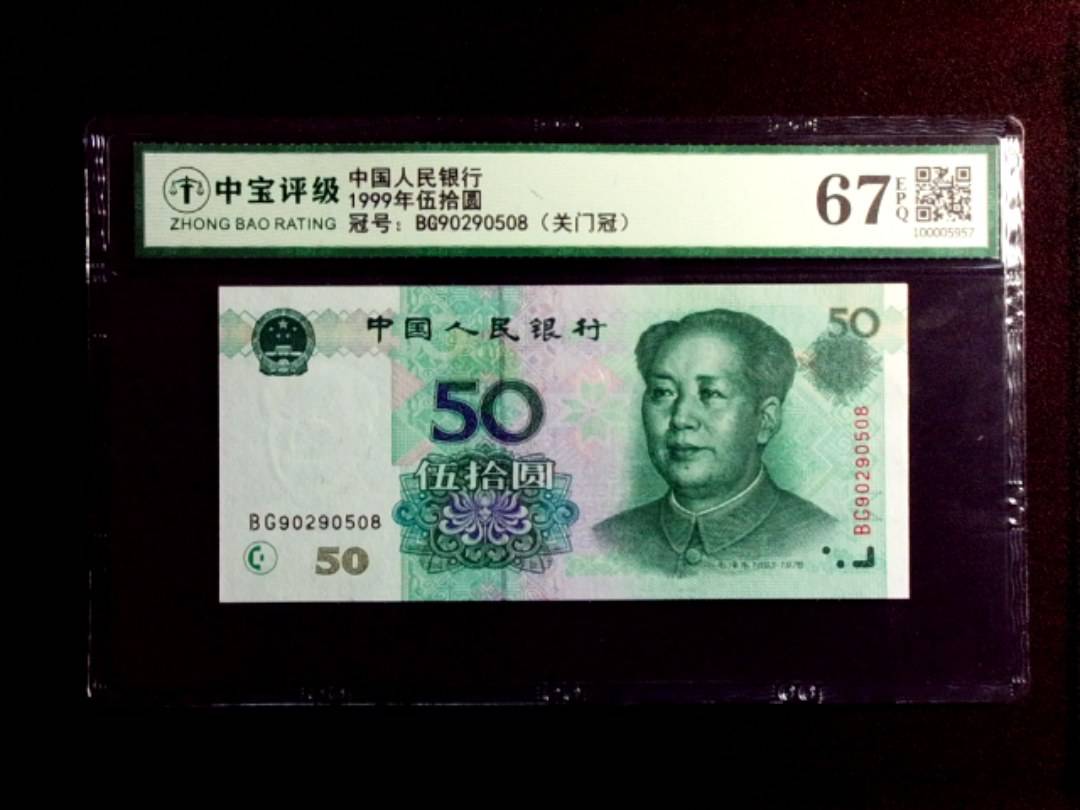 中宝评级
ZHONG BAO RATING
中国人民银行
1999年伍拾圆
冠号：BG90290508（关门冠）
67
EPQ
100005957
中国人民银行
50
50
伍拾圆
BG90290508
50
BG90290508